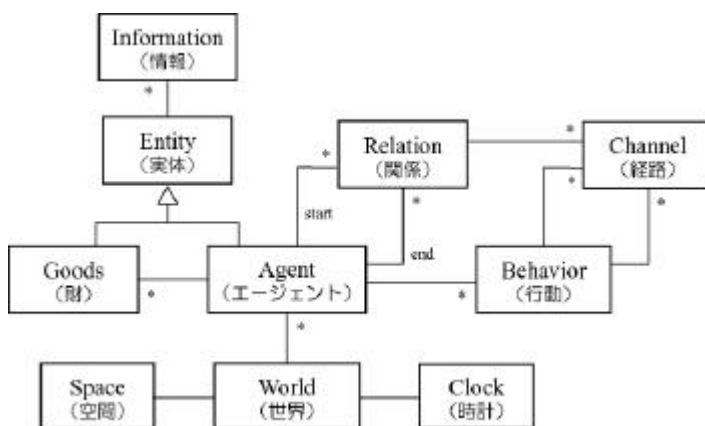 Information
（情報）
*
Entity
（実体）
*
Relation
（関係）
*
Channel
（経路）
*
*
*
start
end
Goods
（財）
*
Agent
（エージェント）
*
Behavior
（行動）
*
Space
（空間）
World
（世界）
Clock
（時計）